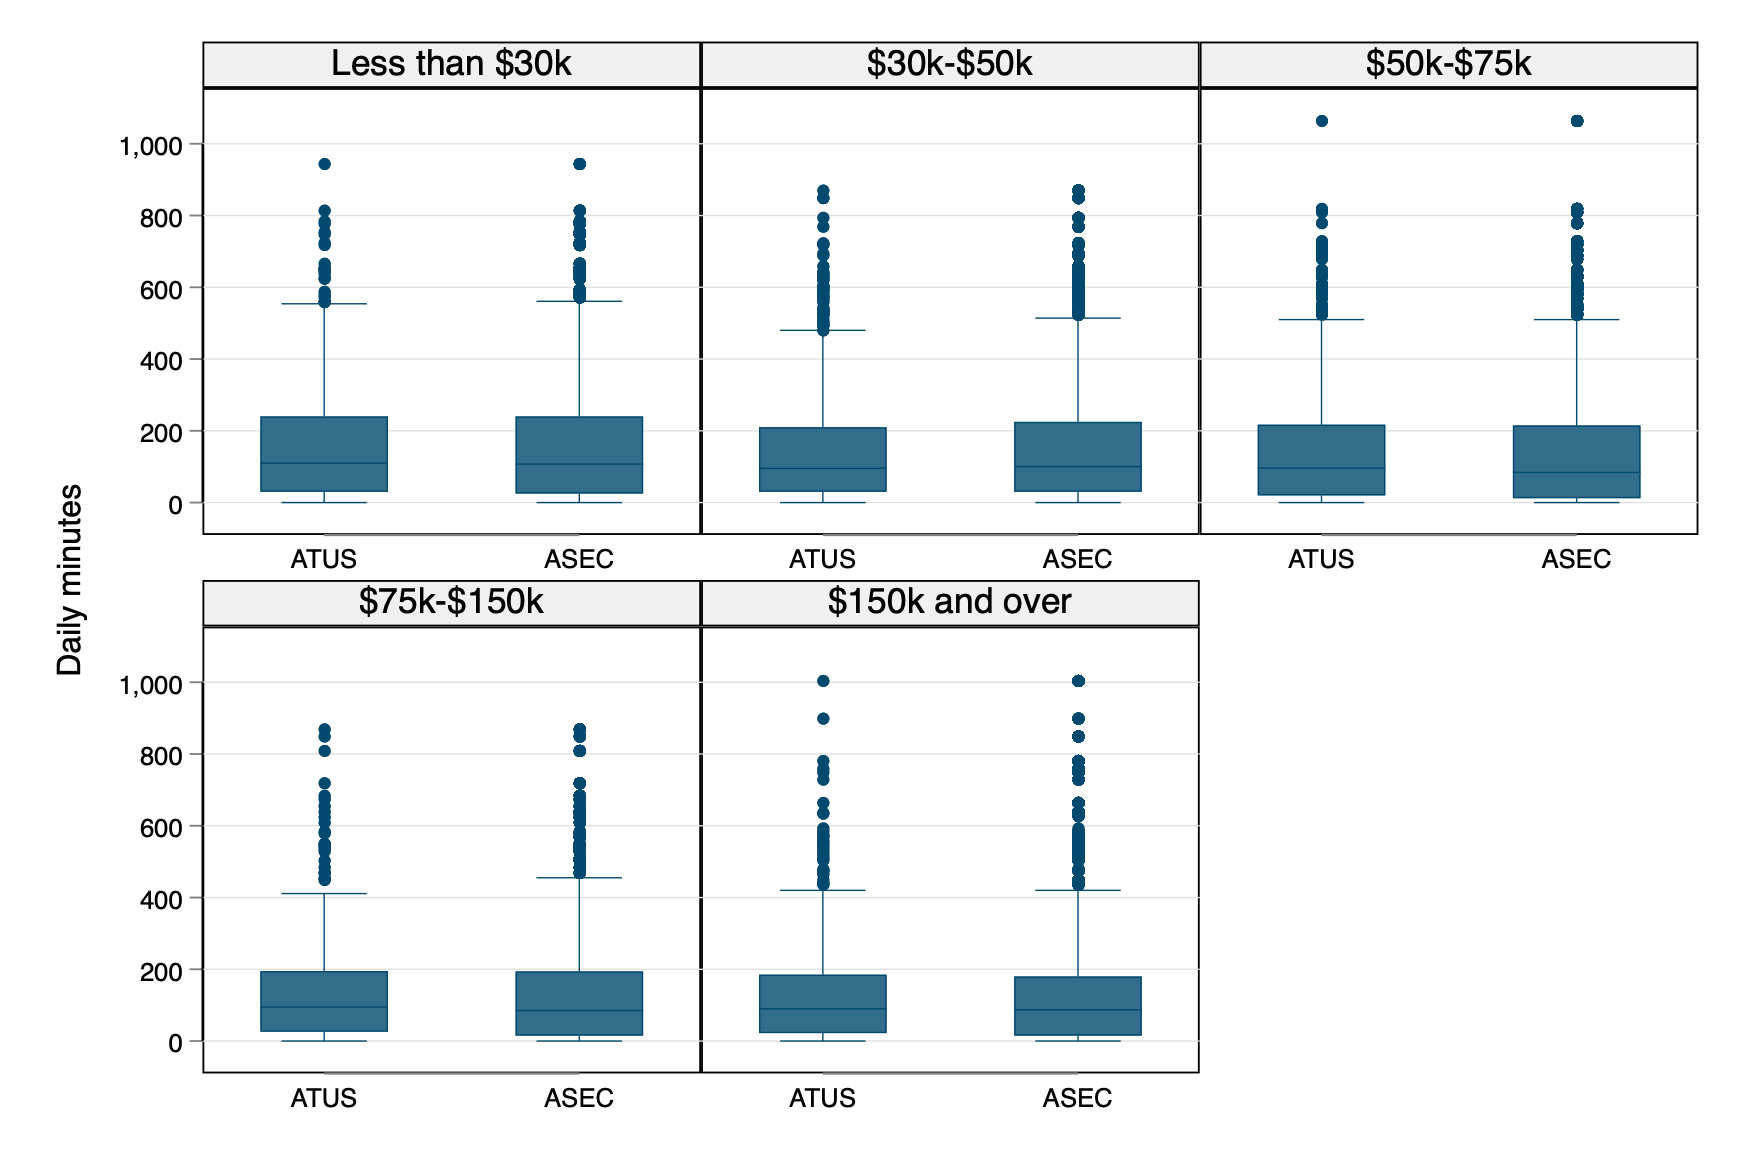 Less than $30k
$30k-$50k
$50k-$75k
1,000
800
600
400
200
0
ATUS
ASEC
ATUS
ASEC
ATUS
ASEC
Daily minutes
$75k-$150k
$150k and over
1,000
800
600
400
200
0
ATUS
ASEC
ATUS
ASEC